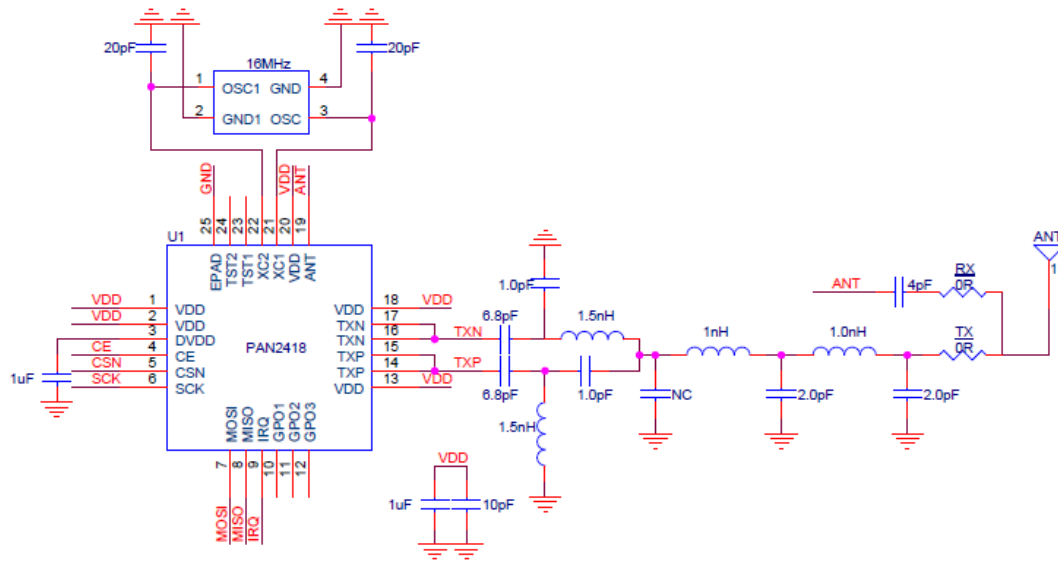 20pF
20pF
16MHz
1 OSC1 GND 4
2 GND1 OSC 3
GND
VDD
ANT
25 24 23 22 21 20 19
U1
EPAD TST2 TST1 XC2 XC1 VDD ANT
ANT
1
RX
0R
4pF
ANT
1.0pF
VDD 1 VDD
VDD 2 VDD
3 DVDD
CE 4 CE
CSN 5 CSN
SCK 6 SCK
1uF
PAN2418
VDD 18 VDD
TXN 17
TXN 16 TXN
TXP 15
TXP 14 TXP
VDD 13 VDD
6.8pF
1.5nH
6.8pF
1.0pF
1nH
1.0nH
TX
0R
NC
2.0pF
2.0pF
1.5nH
MOSI MISO IRQ GPO1 GPO2 GPO3
7 8 9 10 11 12
MOSI MISO IRQ
VDD
1uF
10pF